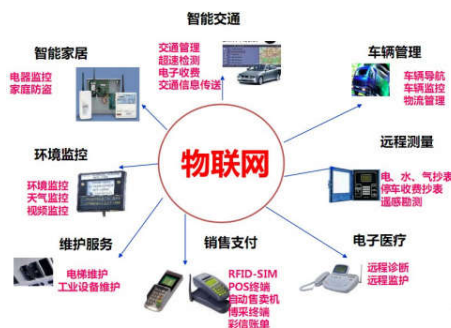 智能交通
交通管理
超速检测
电子收费
交通信息传送
智能家居
电器监控
家庭防盗
车辆管理
车辆导航
车辆监控
物流管理
物联网
环境监控
环境监控
天气监控
视频监控
远程测量
电、水、气抄表
停车收费抄表
遥感勘测
维护服务
电梯维护
工业设备维护
销售支付
RFID-SIM
POS终端
自动售卖机
博采终端
彩信账单
电子医疗
远程诊断
远程监护